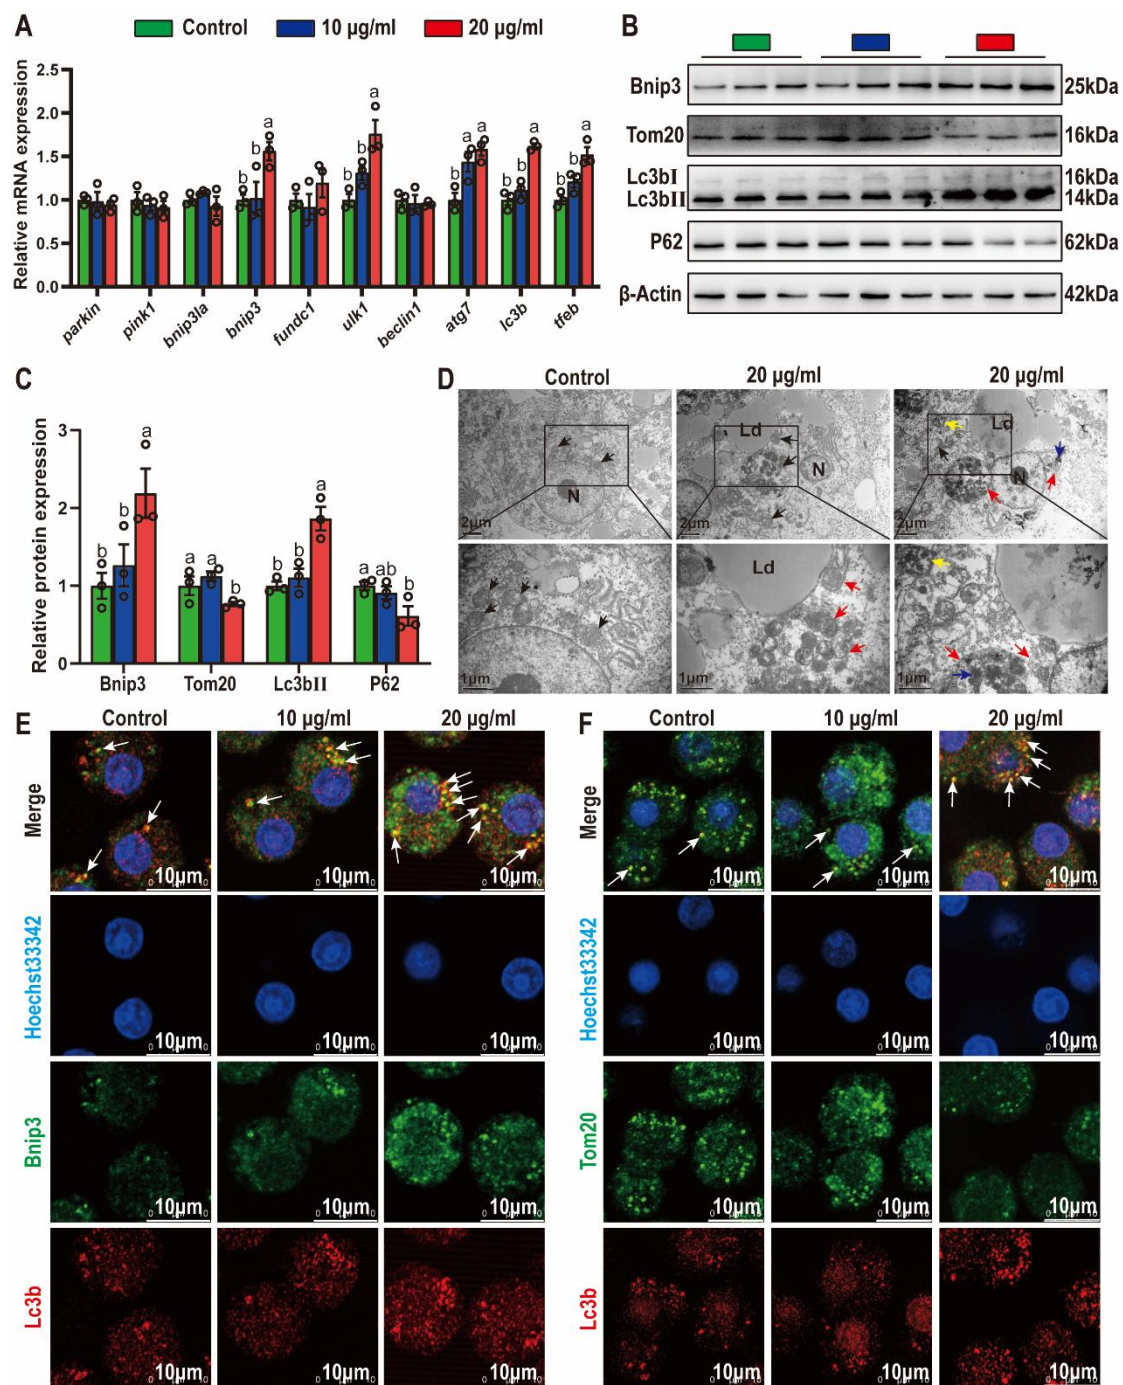 A
Control
10 µg/ml
20 µg/ml
Relative mRNA expression
2.5
2.0
1.5
1.0
0.5
0.0
b b a
b b a
b a a
b b a
b b a
parkin
pink1
bnip3la
bnip3
fundc1
ulk1
beclin1
atg7
lc3b
tfeb
B
Bnip3 25kDa
Tom20 16kDa
Lc3bI 16kDa
Lc3bII 14kDa
P62 62kDa
β-Actin 42kDa
C
Relative protein expression
3
2
1
0
b b a
a a b
b b a
a ab b
Bnip3
Tom20
Lc3bII
P62
D
Control
20 µg/ml
20 µg/ml
N
2µm
Ld
N
2µm
Ld
N
2µm
1µm
Ld
1µm
1µm
E
Control
10 µg/ml
20 µg/ml
Merge
10µm
10µm
10µm
Hoechst33342
10µm
10µm
10µm
Bnip3
10µm
10µm
10µm
Lc3b
10µm
10µm
10µm
F
Control
10 µg/ml
20 µg/ml
Merge
10µm
10µm
10µm
Hoechst33342
10µm
10µm
10µm
Tom20
10µm
10µm
10µm
Lc3b
10µm
10µm
10µm